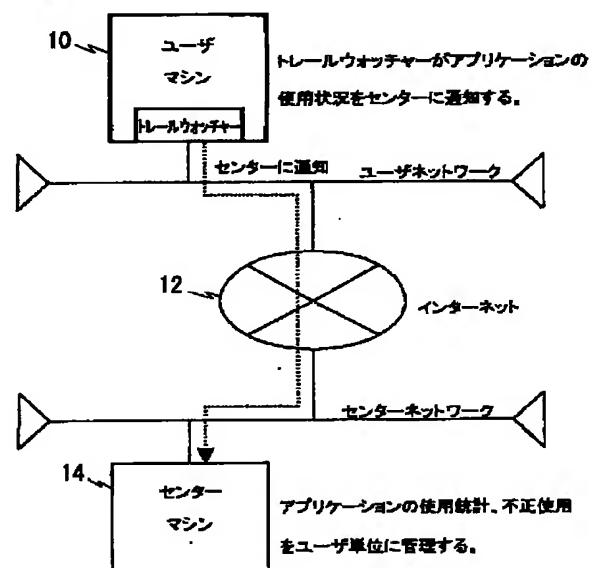 10
ユーザ
マシン
トレールウォッチャー
トレールウォッチャーがアプリケーションの
使用状況をセンターに通知する。
センターに通知
ユーザネットワーク
12
インターネット
センターネットワーク
14
センター
マシン
アプリケーションの使用統計、不正使用
をユーザ単位に管理する。